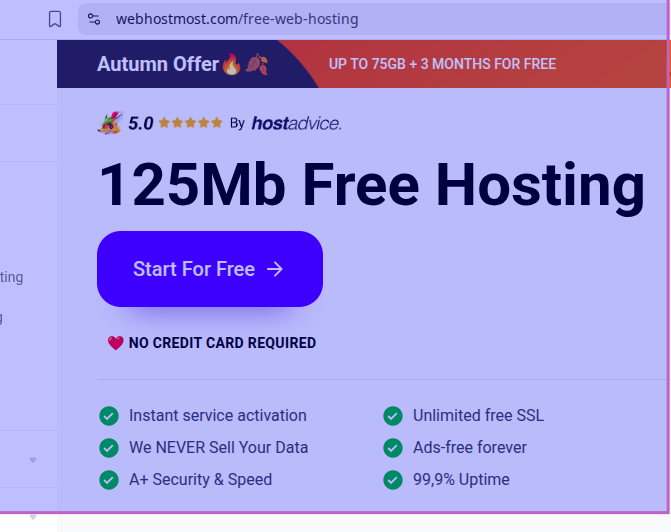 webhostmost.com/free-web-hosting
Autumn Offer🔥🍂
UP TO 75GB + 3 MONTHS FOR FREE
5.0 ★★★★★ By hostadvice.
125Mb Free Hosting
Start For Free →
ting
g
❤ NO CREDIT CARD REQUIRED
Instant service activation
Unlimited free SSL
We NEVER Sell Your Data
Ads-free forever
A+ Security & Speed
99,9% Uptime